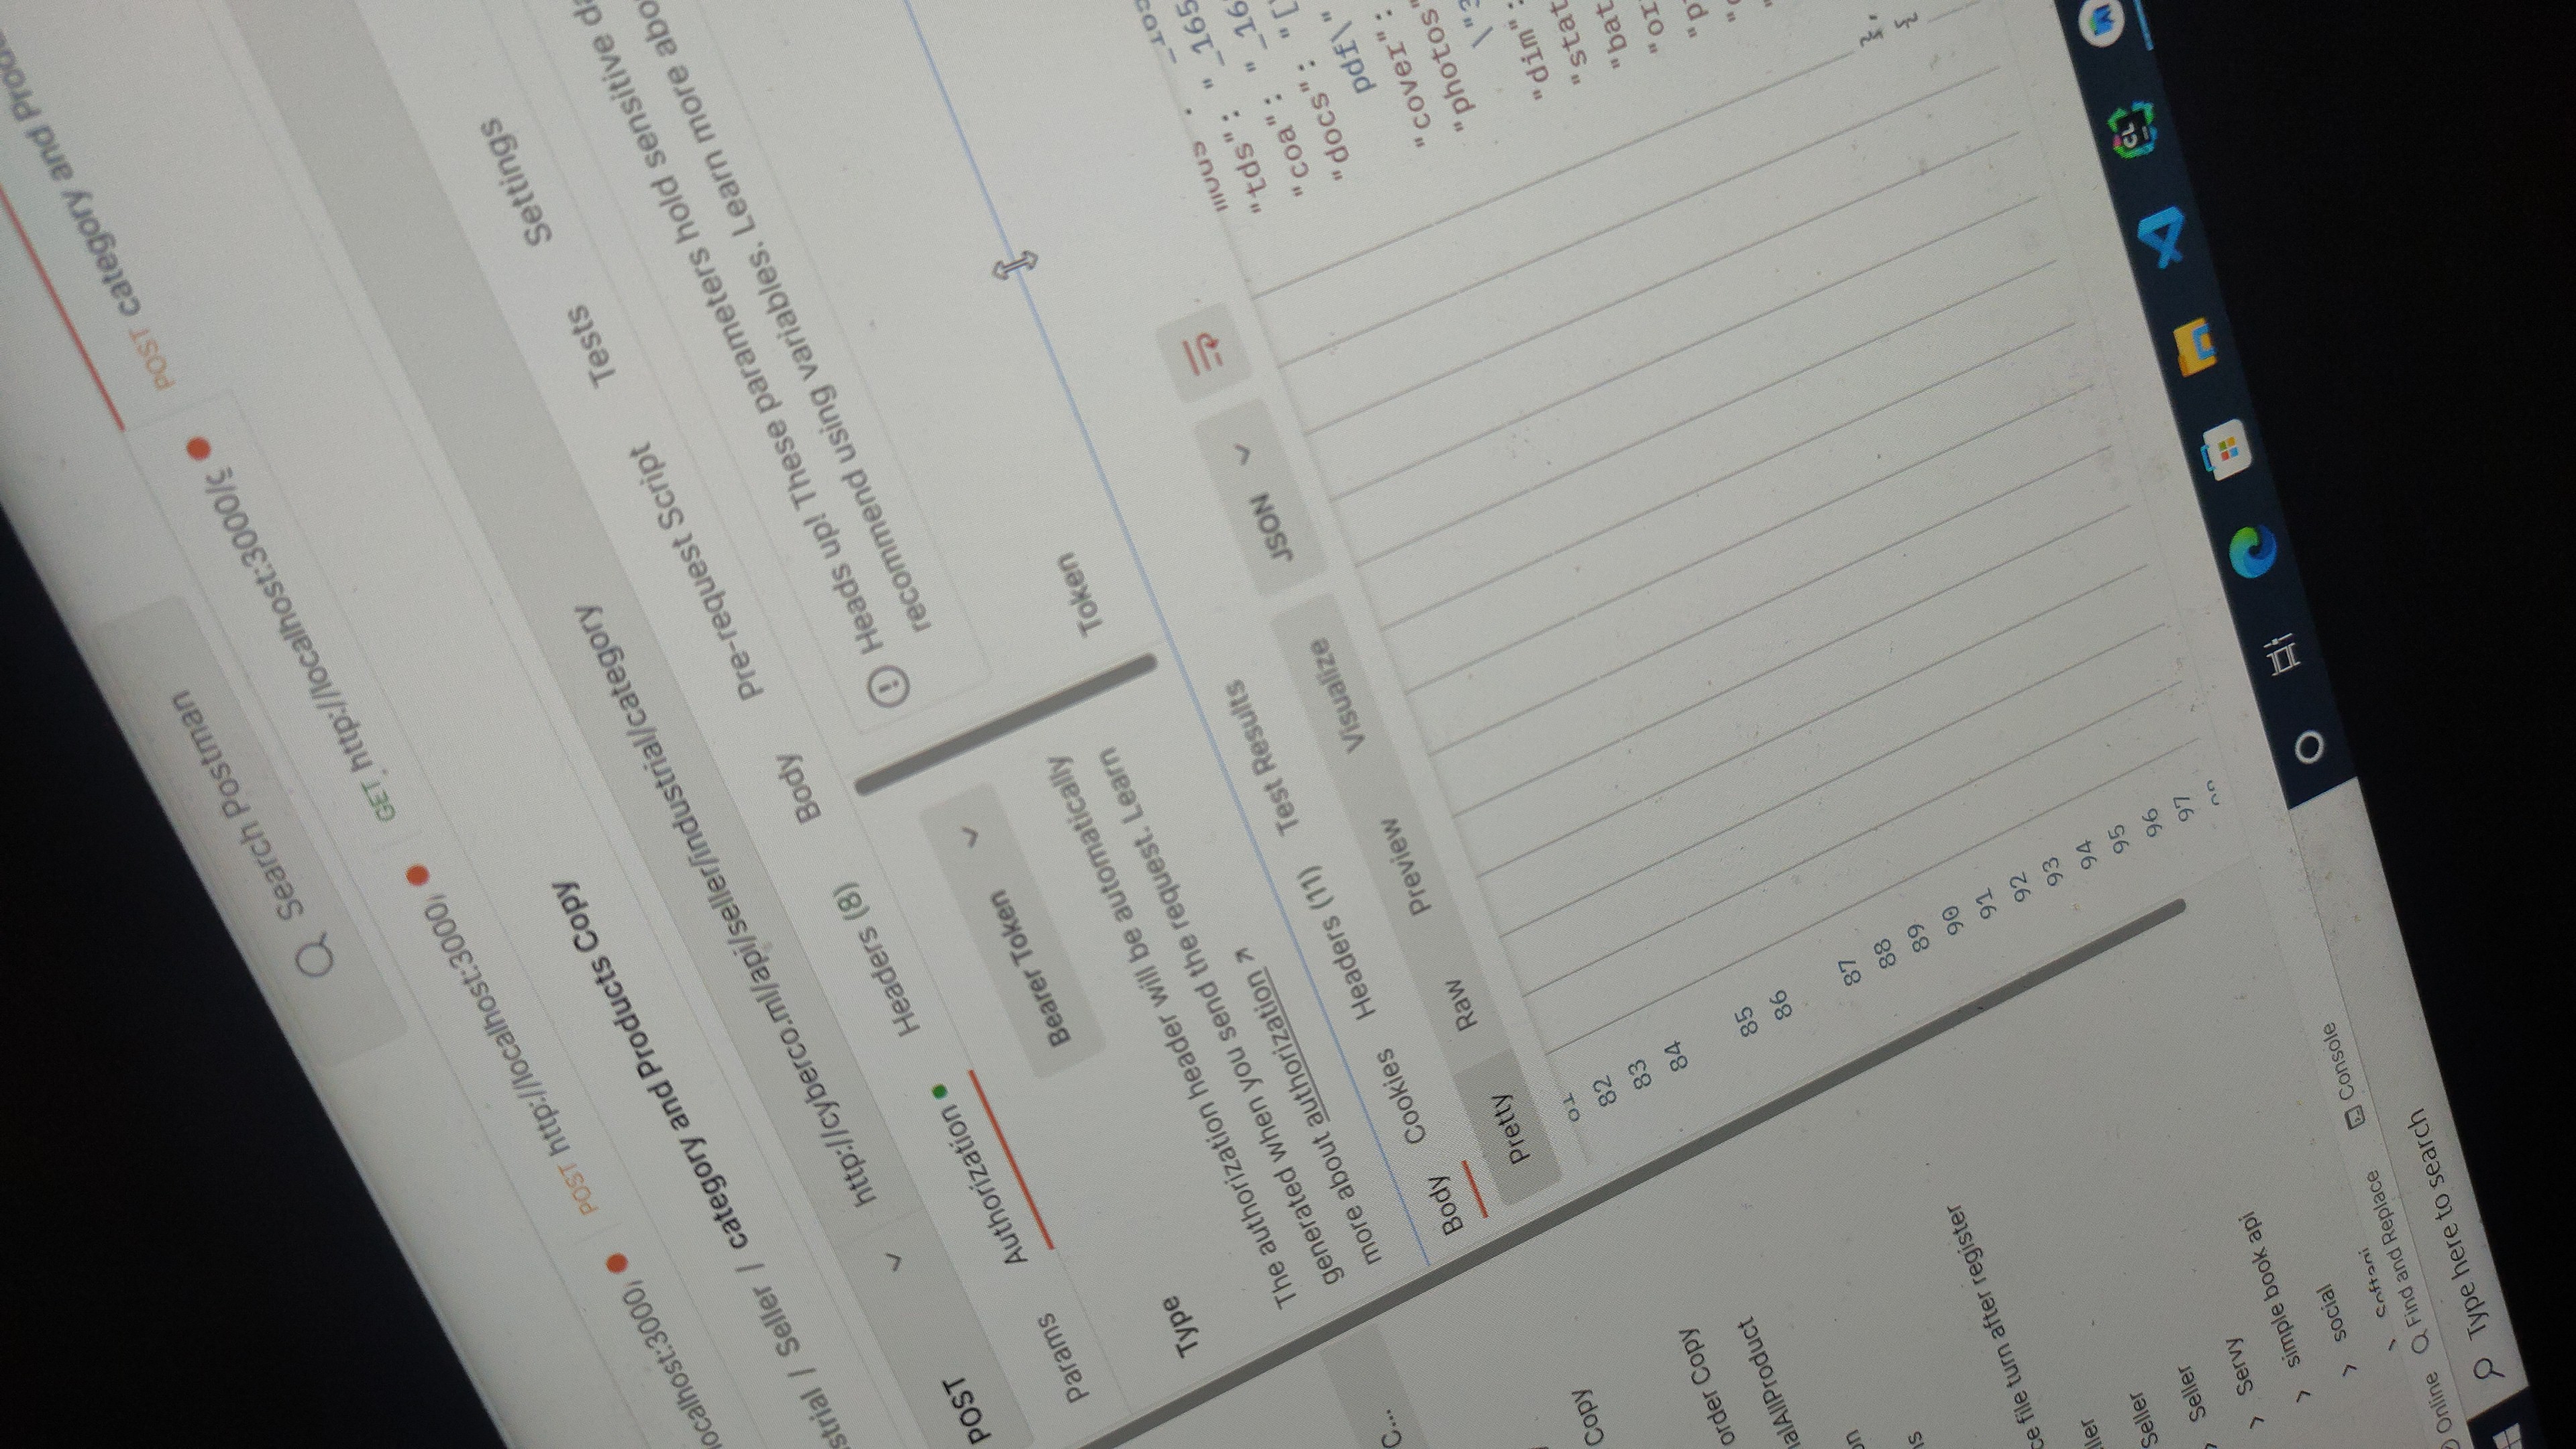 Search Postman
localhost:3000/
POST http://localhost:3000/
GET http://localhost:3000/
POST category and
/ Seller / category and Products Copy
POST
http://cyberco.ml/api/seller/industrial/category
Params
Authorization
Headers (8)
Body
Pre-request Script
Tests
Settings
Type
Bearer Token
The authorization header will be automatically
generated when you send the request. Learn
more about authorization ↗
Heads up! These parameters hold sensitive
recommend using variables. Learn more
Token
Body
Cookies
Headers (11)
Test Results
Pretty
Raw
Preview
Visualize
JSON
82
83
84
85
86
87
88
89
90
91
92
93
94
95
96
97
"tds": "_165
"coa": "_16
"docs": "[
pdf\"
"cover":
"photos"
"dim":
"stat
"bat
"or
},
{
C...
Copy
order Copy
file turn after register
Seller
Seller
Servy
simple book api
social
Online
Find and Replace
Console
Type here to search